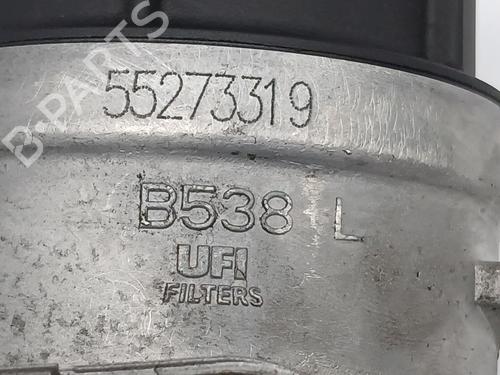 55273319
B538 L
UFI
FILTERS
B-PARTS